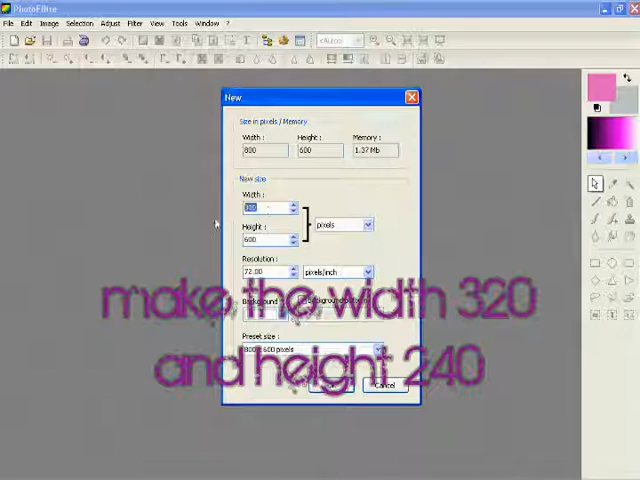 PhotoFiltre
File Edit Image Selection Adjust Filter View Tools Window ?
<Auto>
New
Size in pixels / Memory
Width : Height : Memory :
800 600 1.37 Mb
New size
Width :
Height : pixels
600
Resolution :
72.00 pixels/inch
Background
make the width 320
Preset size :
800 x 600 pixels
and height 240
Cancel